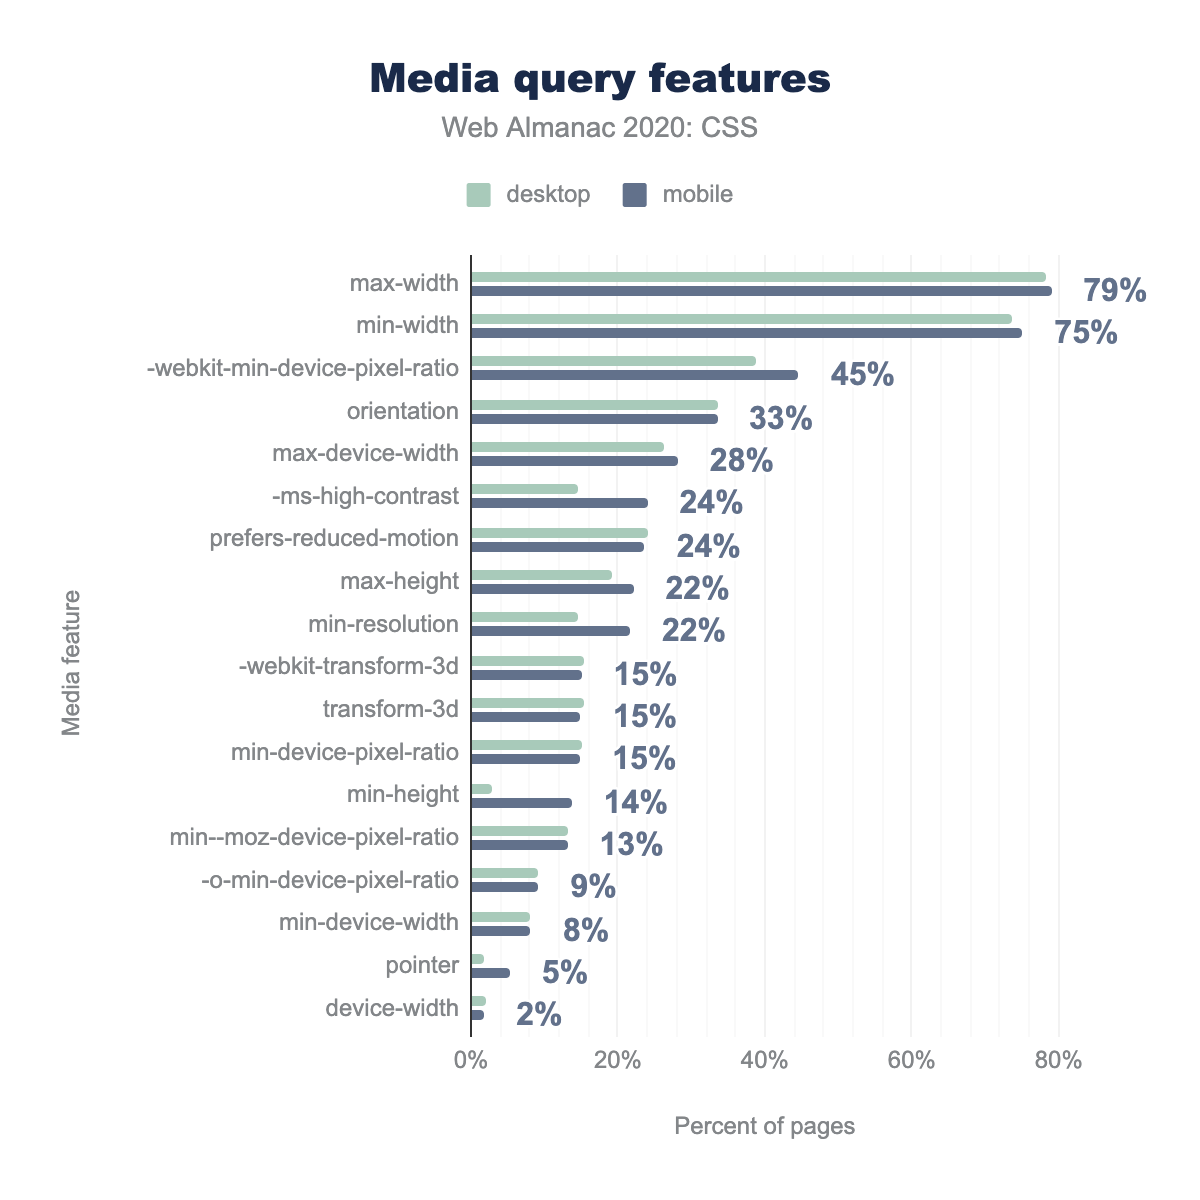 Media query features
Web Almanac 2020: CSS
desktop mobile
max-width 79%
min-width 75%
-webkit-min-device-pixel-ratio 45%
orientation 33%
max-device-width 28%
-ms-high-contrast 24%
prefers-reduced-motion 24%
max-height 22%
min-resolution 22%
-webkit-transform-3d 15%
transform-3d 15%
min-device-pixel-ratio 15%
min-height 14%
min--moz-device-pixel-ratio 13%
-o-min-device-pixel-ratio 9%
min-device-width 8%
pointer 5%
device-width 2%
Media feature
0% 20% 40% 60% 80%
Percent of pages